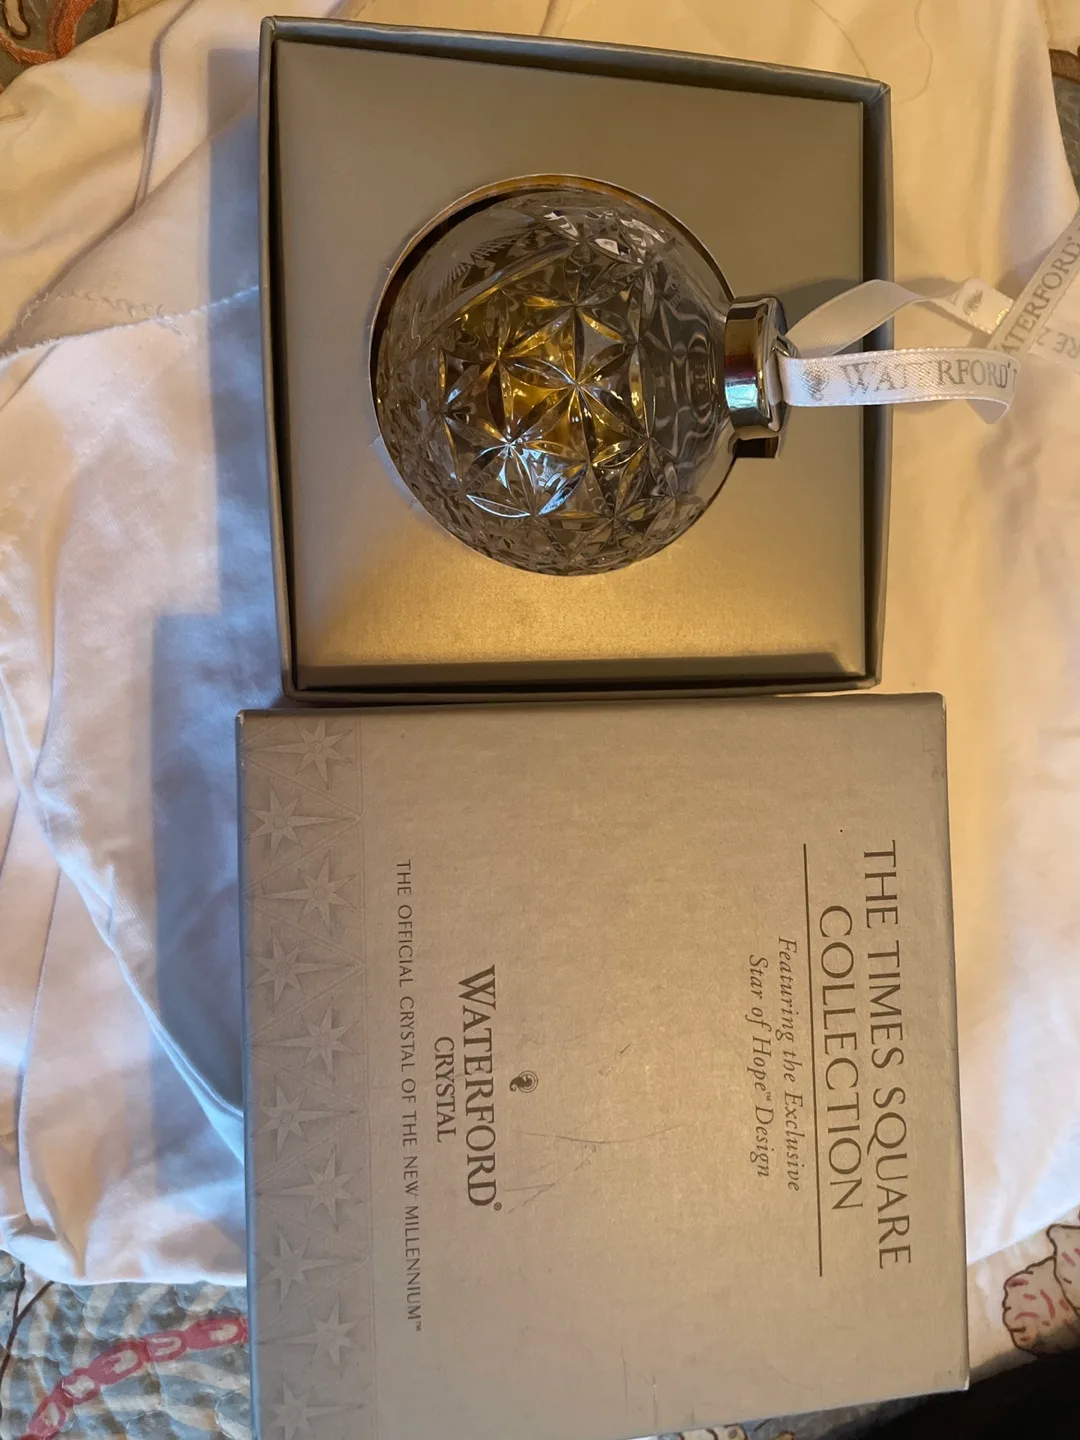 THE TIMES SQUARE
COLLECTION
Featuring the Exclusive
Star of Hope™ Design
WATERFORD®
CRYSTAL
THE OFFICIAL CRYSTAL OF THE NEW MILLENNIUM™
WATERFORD®
WATERFORD®